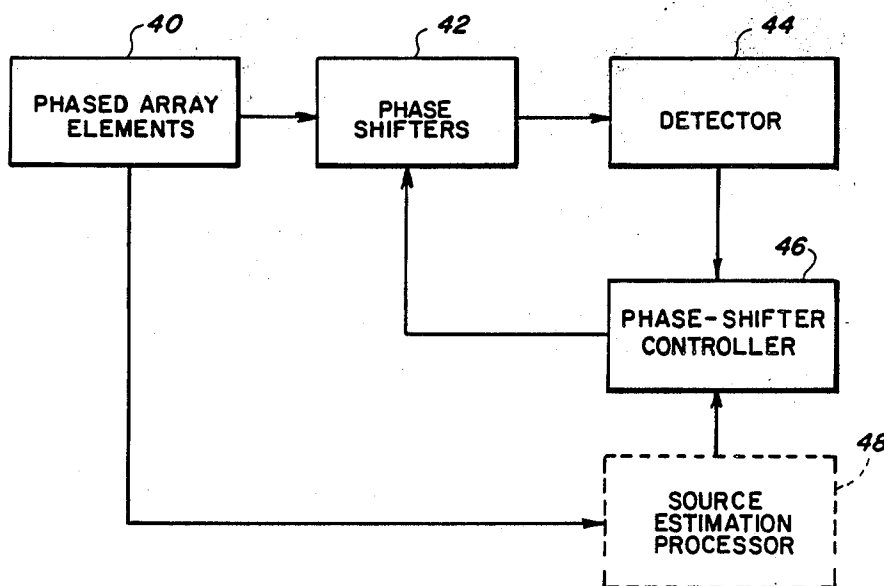 40
42
44
PHASED ARRAY
ELEMENTS
PHASE
SHIFTERS
DETECTOR
46
PHASE-SHIFTER
CONTROLLER
48
SOURCE
ESTIMATION
PROCESSOR